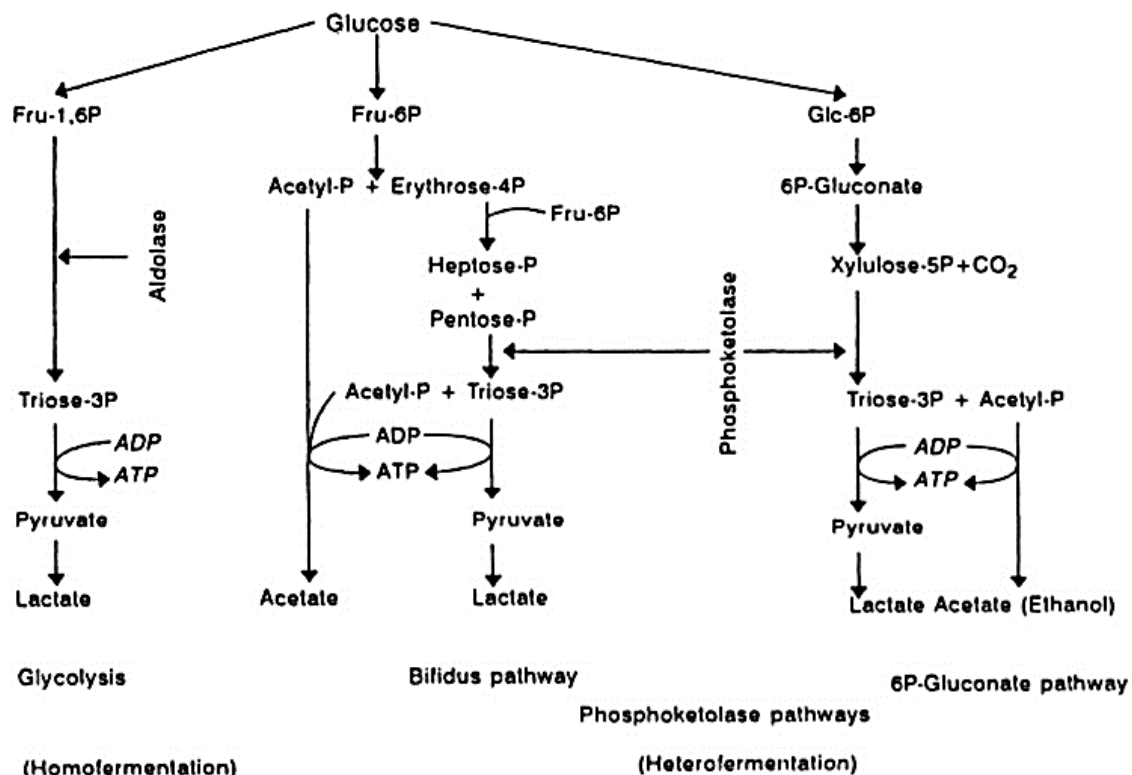 Glucose
Fru-1,6P Fru-6P Glc-6P
Acetyl-P + Erythrose-4P 6P-Gluconate
Fru-6P
Aldolase
Heptose-P Xylulose-5P+CO₂
+
Pentose-P
Phosphoketolase
Triose-3P Acetyl-P + Triose-3P Triose-3P + Acetyl-P
ADP ADP ADP
ATP ATP ATP
Pyruvate Pyruvate Pyruvate
Lactate Acetate Lactate Lactate Acetate (Ethanol)
Glycolysis Bifidus pathway 6P-Gluconate pathway
Phosphoketolase pathways
(Homofermentation) (Heterofermentation)